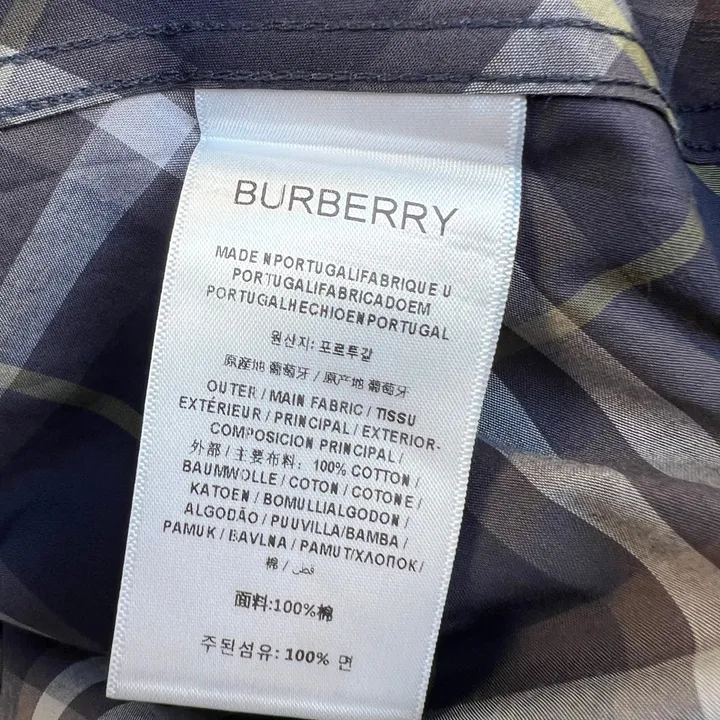 BURBERRY
MADE NPORTUGALIFABRIQUE U
PORTUGALIFABRICADOEM
PORTUGALHECHIOENPORTUGAL
원산지: 포르투갈
原産地 葡萄牙 / 原产地 葡萄牙
OUTER / MAIN FABRIC / TISSU
EXTÉRIEUR / PRINCIPAL / EXTERIOR-
COMPOSICION PRINCIPAL /
外部 / 主要布料: 100% COTTON /
BAUMWOLLE / COTON / COTONE /
KATOEN / BOMULLIALGODON /
ALGODÃO / PUUVILLA/BAMBA /
PAMUK / BAVLNA / PAMUT/ХЛОПОК/
棉 / قطن
面料:100%棉
주된섬유: 100% 면